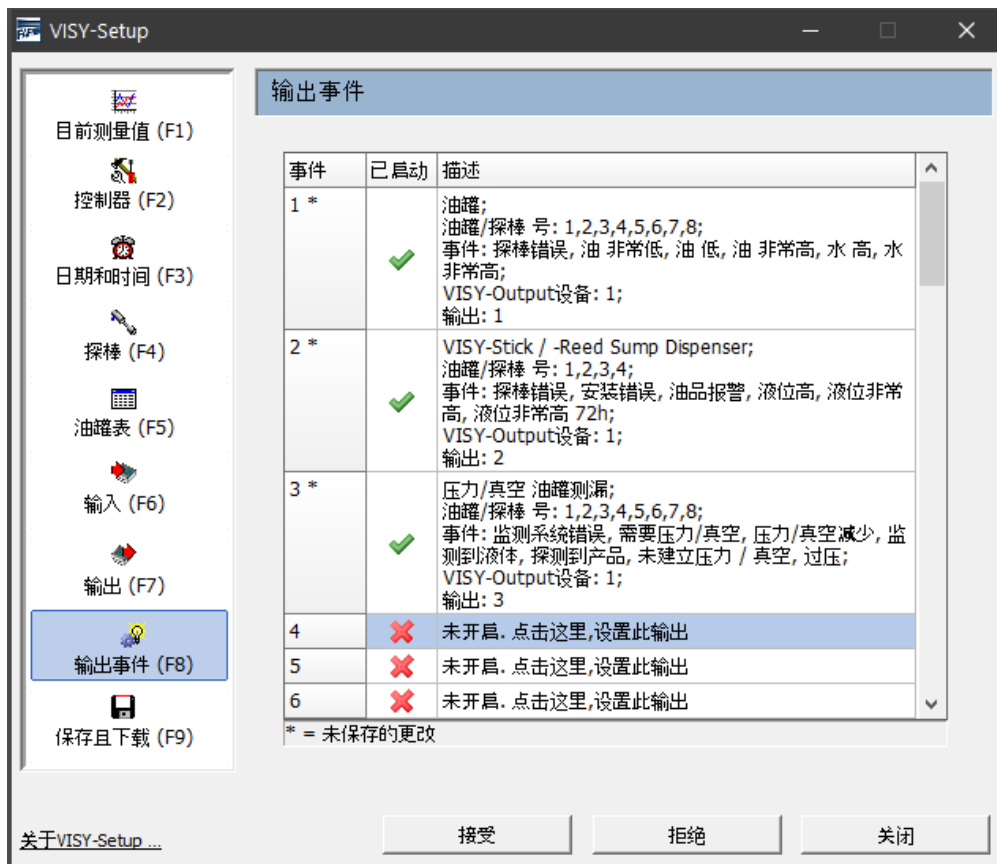 VISY-Setup
目前测量值 (F1)
控制器 (F2)
日期和时间 (F3)
探棒 (F4)
油罐表 (F5)
输入 (F6)
输出 (F7)
输出事件 (F8)
保存且下载 (F9)
关于VISY-Setup ...
输出事件
事件 已启动 描述
1 *
油罐;
油罐/探棒 号: 1,2,3,4,5,6,7,8;
事件: 探棒错误, 油 非常低, 油 低, 油 非常高, 水 高, 水
非常高;
VISY-Output设备: 1;
输出: 1
2 *
VISY-Stick / -Reed Sump Dispenser;
油罐/探棒 号: 1,2,3,4;
事件: 探棒错误, 安装错误, 油品报警, 液位高, 液位非常
高, 液位非常高 72h;
VISY-Output设备: 1;
输出: 2
3 *
压力/真空 油罐测漏;
油罐/探棒 号: 1,2,3,4,5,6,7,8;
事件: 监测系统错误, 需要压力/真空, 压力/真空减少, 监
测到液体, 探测到产品, 未建立压力 / 真空, 过压;
VISY-Output设备: 1;
输出: 3
4 未开启. 点击这里,设置此输出
5 未开启. 点击这里,设置此输出
6 未开启. 点击这里,设置此输出
* = 未保存的更改
接受 拒绝 关闭